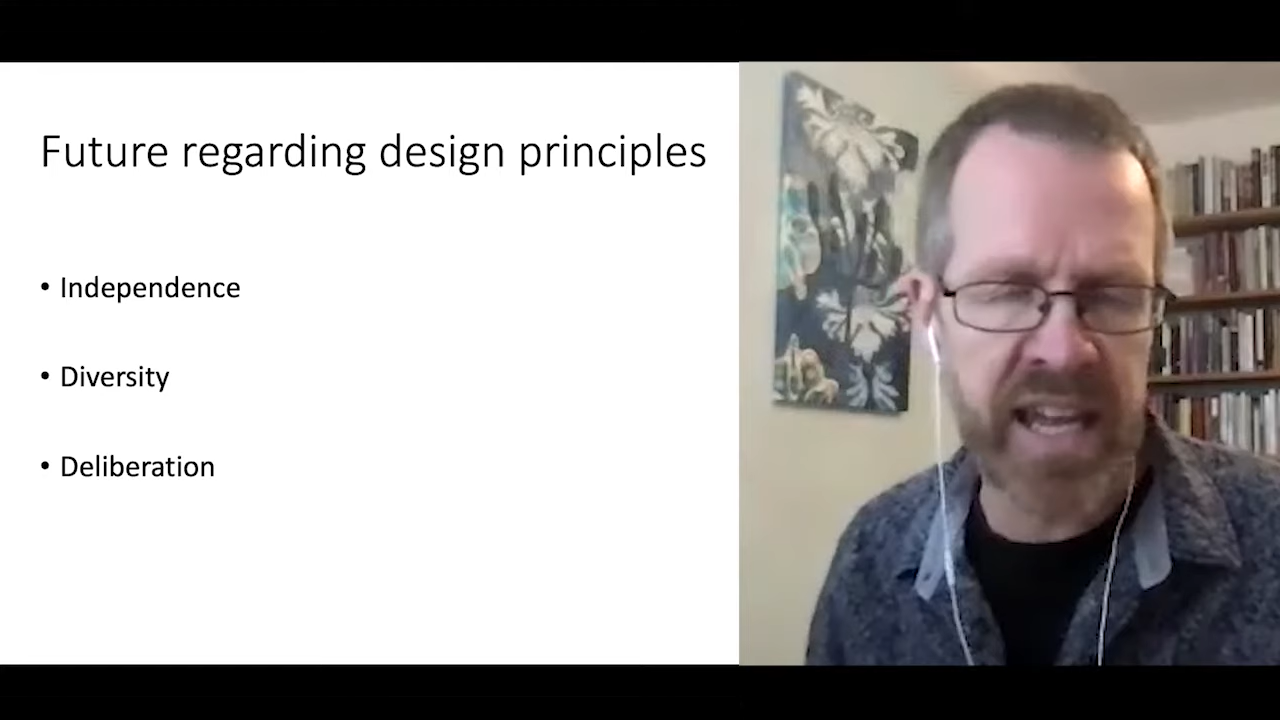 Future regarding design principles
• Independence
• Diversity
• Deliberation